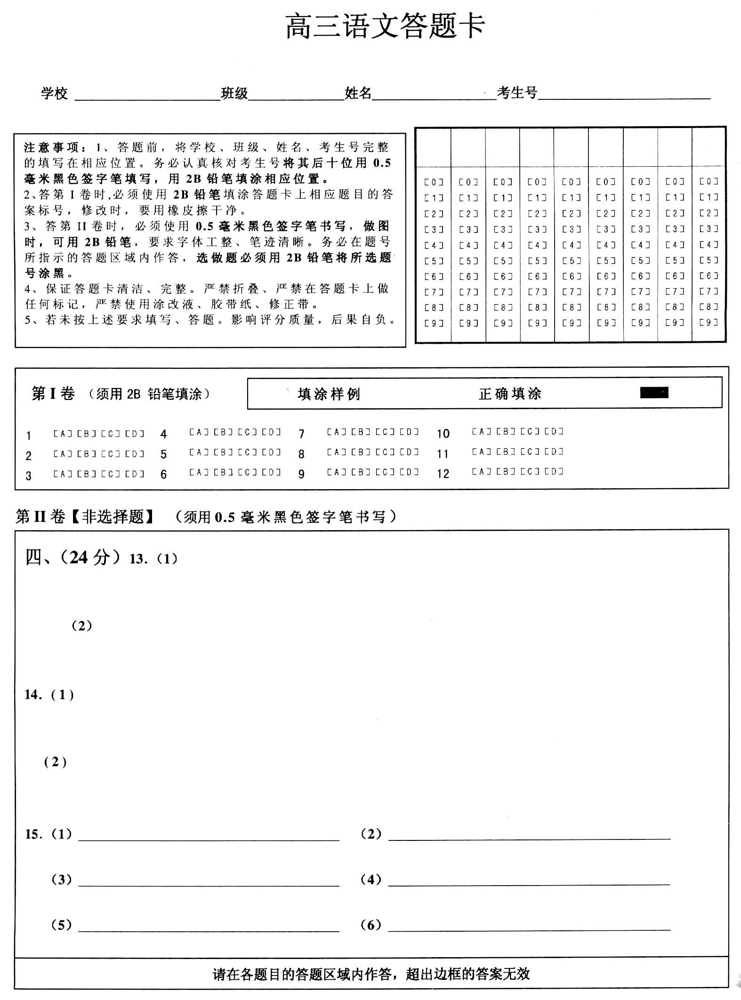 高三语文答题卡
学校 班级 姓名 考生号
注意事项：1、答题前，将学校、班级、姓名、考生号完整
的填写在相应位置。务必认真核对考生号将其后十位用 0.5
毫米黑色签字笔填写，用 2B 铅笔填涂相应位置。
2、答第 I 卷时,必须使用 2B 铅笔填涂答题卡上相应题目的答
案标号，修改时，要用橡皮擦干净。
3、答第 II 卷时，必须使用 0.5 毫米黑色签字笔书写，做图
时，可用 2B 铅笔，要求字体工整、笔迹清晰。务必在题号
所指示的答题区域内作答，选做题必须用 2B 铅笔将所选题
号涂黑。
4、保证答题卡清洁、完整。严禁折叠、严禁在答题卡上做
任何标记，严禁使用涂改液、胶带纸、修正带。
5、若未按上述要求填写、答题。影响评分质量，后果自负。
[0] [0] [0] [0] [0] [0] [0] [0] [0]
[1] [1] [1] [1] [1] [1] [1] [1] [1]
[2] [2] [2] [2] [2] [2] [2] [2] [2]
[3] [3] [3] [3] [3] [3] [3] [3] [3]
[4] [4] [4] [4] [4] [4] [4] [4] [4]
[5] [5] [5] [5] [5] [5] [5] [5] [5]
[6] [6] [6] [6] [6] [6] [6] [6] [6]
[7] [7] [7] [7] [7] [7] [7] [7] [7]
[8] [8] [8] [8] [8] [8] [8] [8] [8]
[9] [9] [9] [9] [9] [9] [9] [9] [9]
第 I 卷 （须用 2B 铅笔填涂） 填涂样例 正确填涂
1 [A] [B] [C] [D] 4 [A] [B] [C] [D] 7 [A] [B] [C] [D] 10 [A] [B] [C] [D]
2 [A] [B] [C] [D] 5 [A] [B] [C] [D] 8 [A] [B] [C] [D] 11 [A] [B] [C] [D]
3 [A] [B] [C] [D] 6 [A] [B] [C] [D] 9 [A] [B] [C] [D] 12 [A] [B] [C] [D]
第 II 卷【非选择题】 （须用 0.5 毫米黑色签字笔书写）
四、（24 分）13.（1）
（2）
14.（1）
（2）
15.（1） （2）
（3） （4）
（5） （6）
请在各题目的答题区域内作答，超出边框的答案无效